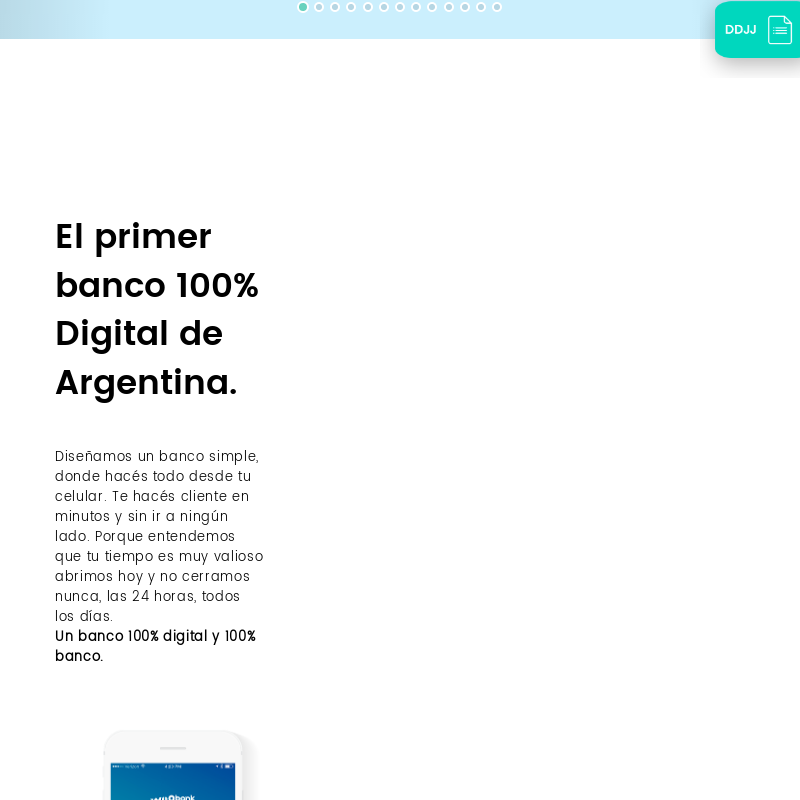 DDJJ
El primer
banco 100%
Digital de
Argentina.
Diseñamos un banco simple,
donde hacés todo desde tu
celular. Te hacés cliente en
minutos y sin ir a ningún
lado. Porque entendemos
que tu tiempo es muy valioso
abrimos hoy y no cerramos
nunca, las 24 horas, todos
los días.
Un banco 100% digital y 100%
banco.